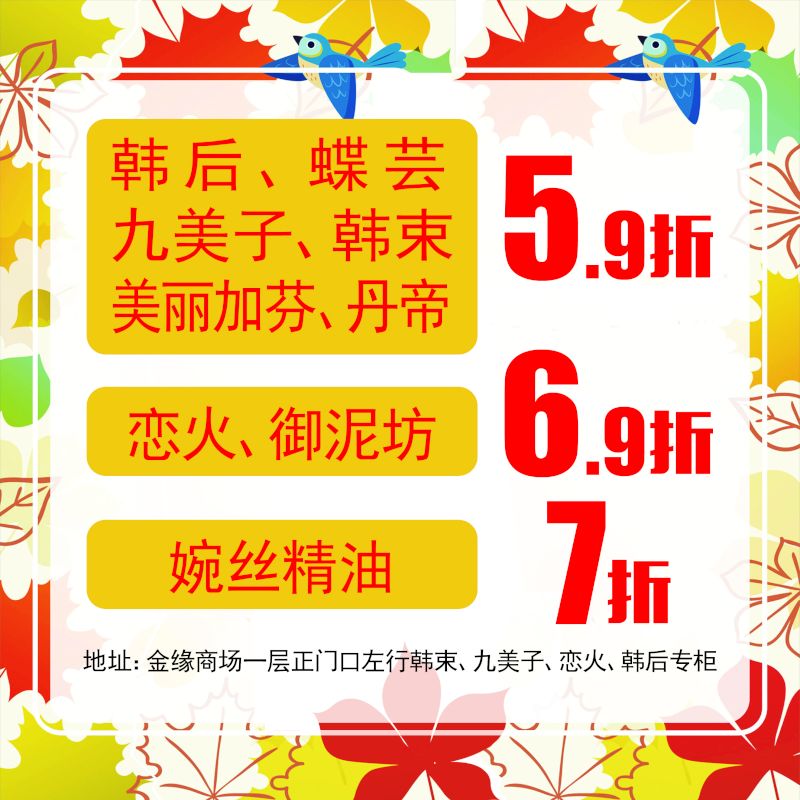 韩后、蝶芸
九美子、韩束
美丽加芬、丹帝
5.9折
恋火、御泥坊
6.9折
婉丝精油
7折
地址：金缘商场一层正门口左行韩束、九美子、恋火、韩后专柜